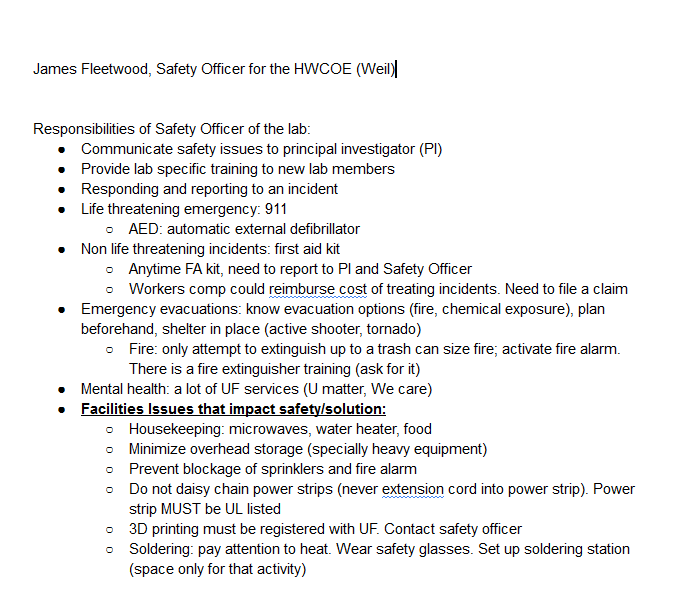 James Fleetwood, Safety Officer for the HWCOE (Weil)
Responsibilities of Safety Officer of the lab:
● Communicate safety issues to principal investigator (PI)
● Provide lab specific training to new lab members
● Responding and reporting to an incident
● Life threatening emergency: 911
○ AED: automatic external defibrillator
● Non life threatening incidents: first aid kit
○ Anytime FA kit, need to report to PI and Safety Officer
○ Workers comp could reimburse cost of treating incidents. Need to file a claim
● Emergency evacuations: know evacuation options (fire, chemical exposure), plan
beforehand, shelter in place (active shooter, tornado)
○ Fire: only attempt to extinguish up to a trash can size fire; activate fire alarm.
There is a fire extinguisher training (ask for it)
● Mental health: a lot of UF services (U matter, We care)
● Facilities Issues that impact safety/solution:
○ Housekeeping: microwaves, water heater, food
○ Minimize overhead storage (specially heavy equipment)
○ Prevent blockage of sprinklers and fire alarm
○ Do not daisy chain power strips (never extension cord into power strip). Power
strip MUST be UL listed
○ 3D printing must be registered with UF. Contact safety officer
○ Soldering: pay attention to heat. Wear safety glasses. Set up soldering station
(space only for that activity)